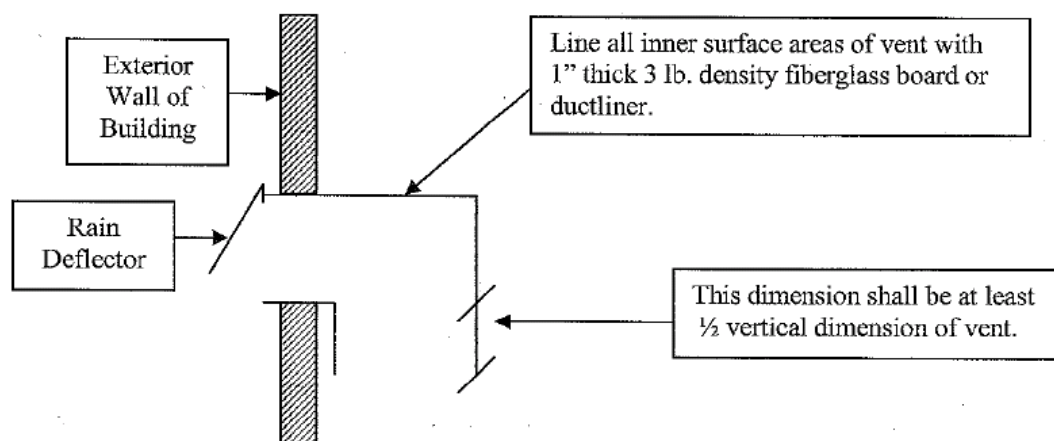 Exterior
Wall of
Building
Line all inner surface areas of vent with
1” thick 3 lb. density fiberglass board or
ductliner.
Rain
Deflector
This dimension shall be at least
½ vertical dimension of vent.